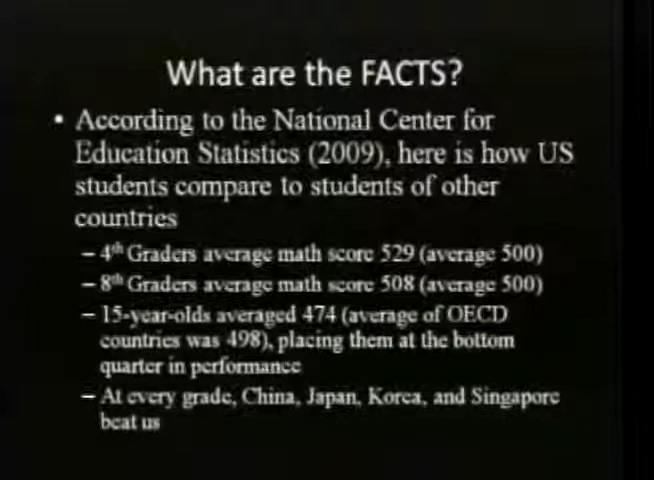 What are the FACTS?
• According to the National Center for
Education Statistics (2009), here is how US
students compare to students of other
countries
– 4th Graders average math score 529 (average 500)
– 8th Graders average math score 508 (average 500)
– 15-year-olds averaged 474 (average of OECD
countries was 498), placing them at the bottom
quarter in performance
– At every grade, China, Japan, Korea, and Singapore
beat us